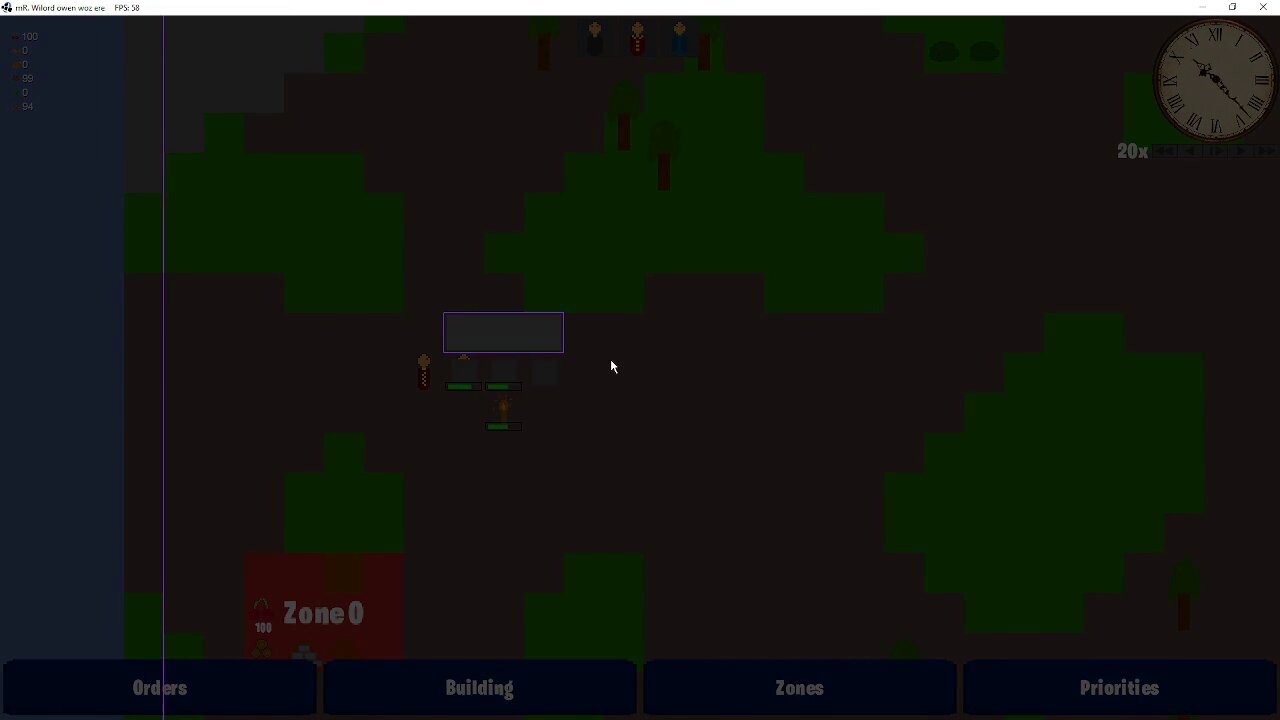 mR. Wilord owen woz ere FPS: 58
100
0
0
99
0
94
XII
20x
Zone 0
100
Orders
Building
Zones
Priorities